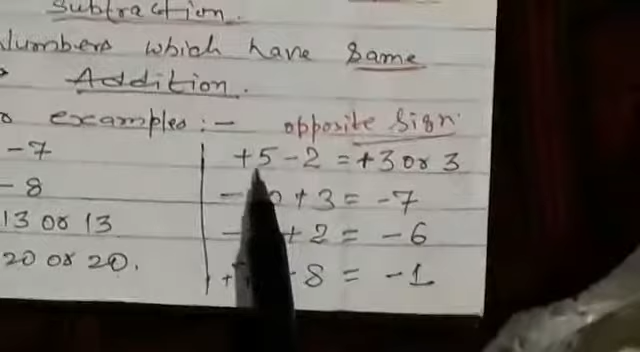 Subtraction.
Numbers which have same
Addition.
examples:- opposite sign
-7
+5 - 2 = +3 or 3
- 8
+ 3 = -7
13 or 13
+ 2 = -6
20 or 20.
- 8 = -1